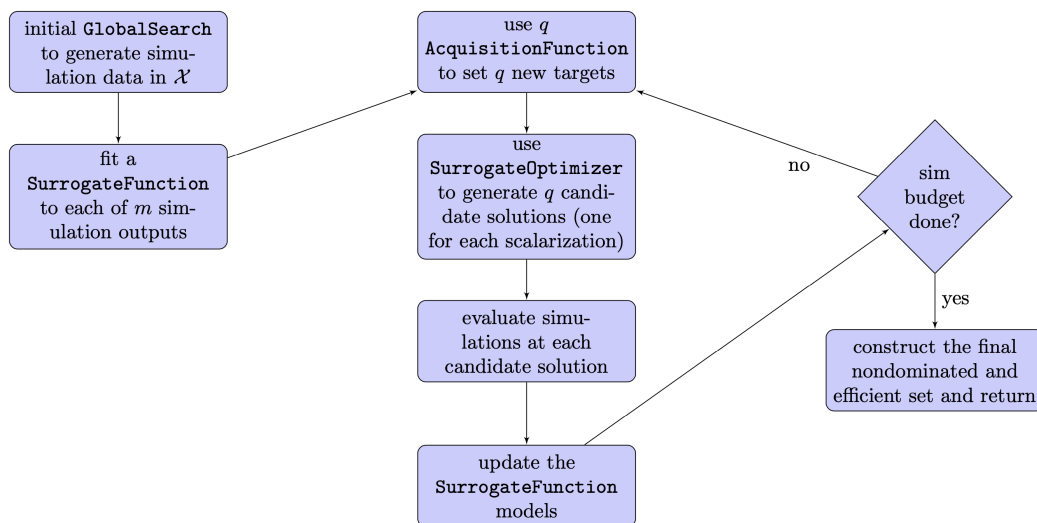 initial GlobalSearch
to generate simu-
lation data in 𝒳
fit a
SurrogateFunction
to each of m sim-
ulation outputs
use q
AcquisitionFunction
to set q new targets
use
SurrogateOptimizer
to generate q candi-
date solutions (one
for each scalarization)
evaluate simu-
lations at each
candidate solution
update the
SurrogateFunction
models
no
sim
budget
done?
yes
construct the final
nondominated and
efficient set and return